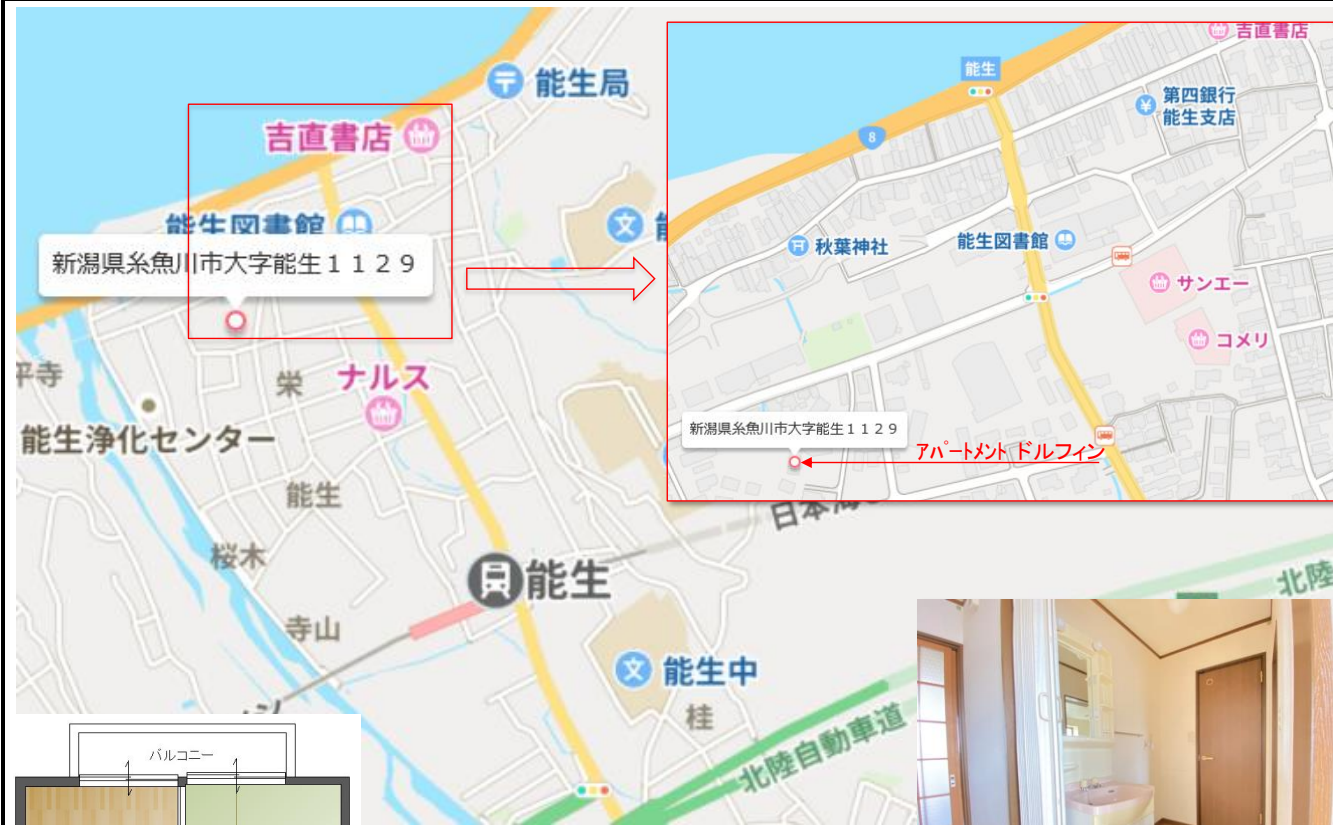 能生局
吉直書店
能生図書館
新潟県糸魚川市大字能生１１２９
平寺
栄
ナルス
能生浄化センター
能生
桜木
能生
寺山
能生中
桂
北陸自動車道
日本海
北陸
バルコニー
吉直書店
能生
第四銀行
能生支店
8
秋葉神社
能生図書館
サンエー
コメリ
新潟県糸魚川市大字能生１１２９
アパートメント ドルフィン